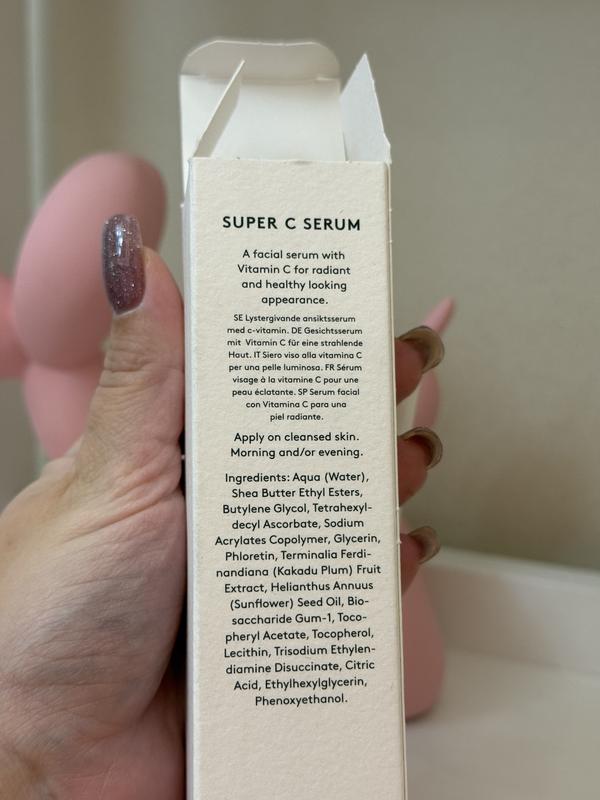 SUPER C SERUM
A facial serum with
Vitamin C for radiant
and healthy looking
appearance.
SE Lystergivande ansiktsserum
med c-vitamin. DE Gesichtsserum
mit Vitamin C für eine strahlende
Haut. IT Siero viso alla vitamina C
per una pelle luminosa. FR Sérum
visage à la vitamine C pour une
peau éclatante. SP Serum facial
con Vitamina C para una
piel radiante.
Apply on cleansed skin.
Morning and/or evening.
Ingredients: Aqua (Water),
Shea Butter Ethyl Esters,
Butylene Glycol, Tetrahexyl-
decyl Ascorbate, Sodium
Acrylates Copolymer, Glycerin,
Phloretin, Terminalia Ferdi-
nandiana (Kakadu Plum) Fruit
Extract, Helianthus Annuus
(Sunflower) Seed Oil, Bio-
saccharide Gum-1, Toco-
pheryl Acetate, Tocopherol,
Lecithin, Trisodium Ethylen-
diamine Disuccinate, Citric
Acid, Ethylhexylglycerin,
Phenoxyethanol.